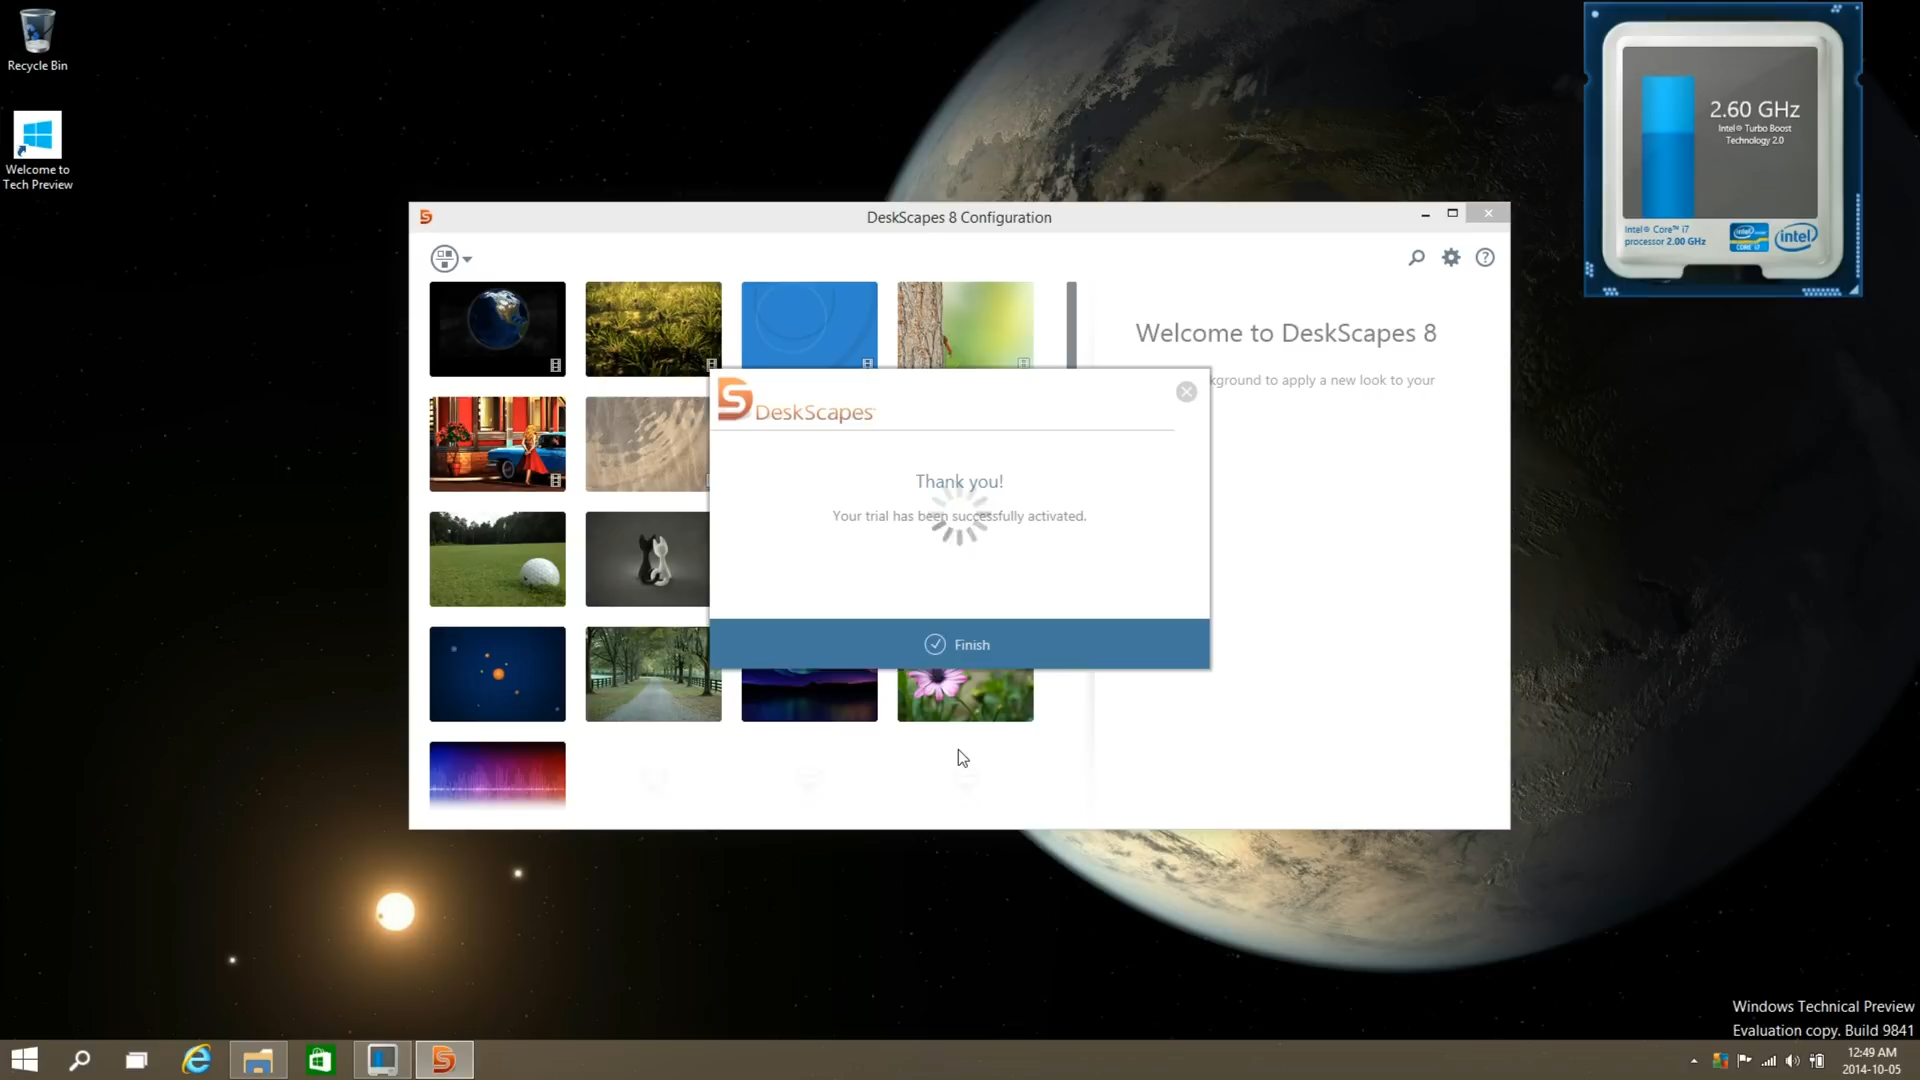 Recycle Bin
Welcome to
Tech Preview
2.60 GHz
Intel® Turbo Boost
Technology 2.0
Intel® Core™ i7
processor 2.00 GHz
intel
CORE i7
intel
DeskScapes 8 Configuration
Welcome to DeskScapes 8
kground to apply a new look to your
DeskScapes
Thank you!
Your trial has been successfully activated.
Finish
Windows Technical Preview
Evaluation copy. Build 9841
12:49 AM
2014-10-05